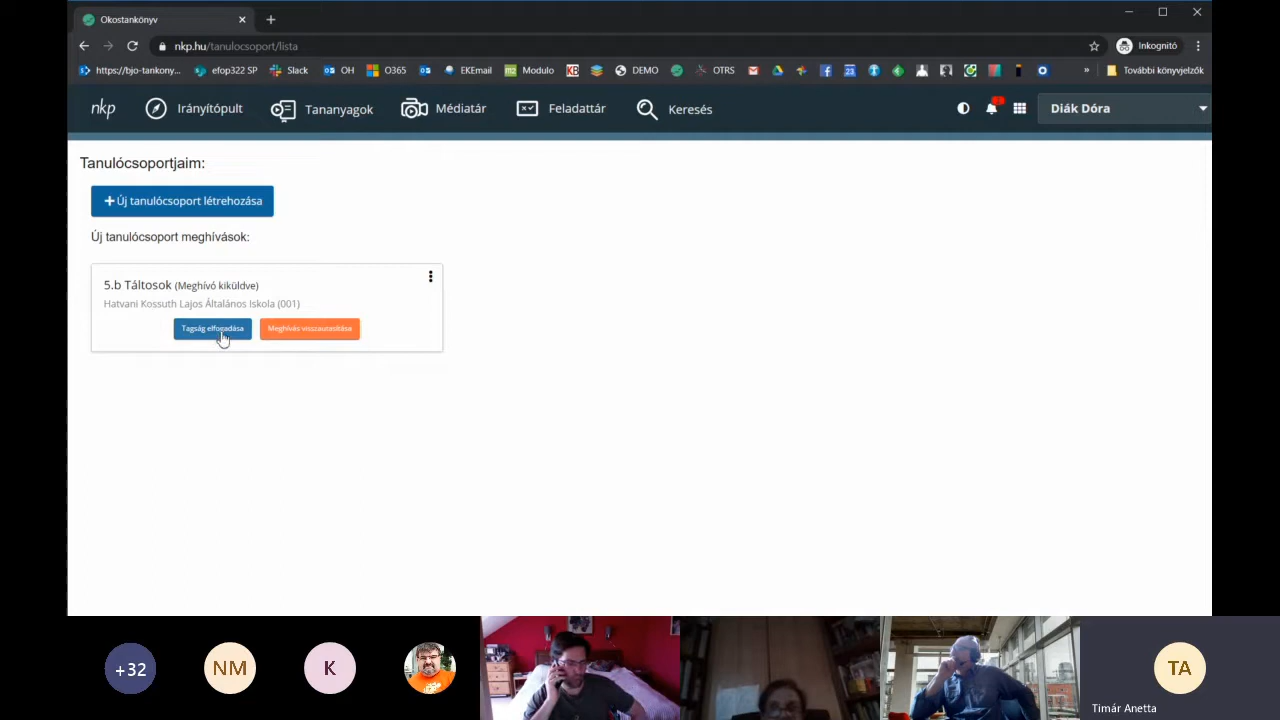 Okostankönyv
nkp.hu/tanulocsoport/lista
Inkognitó
https://bjo-tankony... efop322 SP Slack OH O365 EKEmail Modulo DEMO OTRS » További könyvjelzők
nkp Irányítópult Tananyagok Médiatár Feladattár Keresés Diák Dóra
Tanulócsoportjaim:
+Új tanulócsoport létrehozása
Új tanulócsoport meghívások:
5.b Táltosok (Meghívó kiküldve)
Hatvani Kossuth Lajos Általános Iskola (001)
Tagság elfogadása Meghívás visszautasítása
+32 NM K TA
Timár Anetta